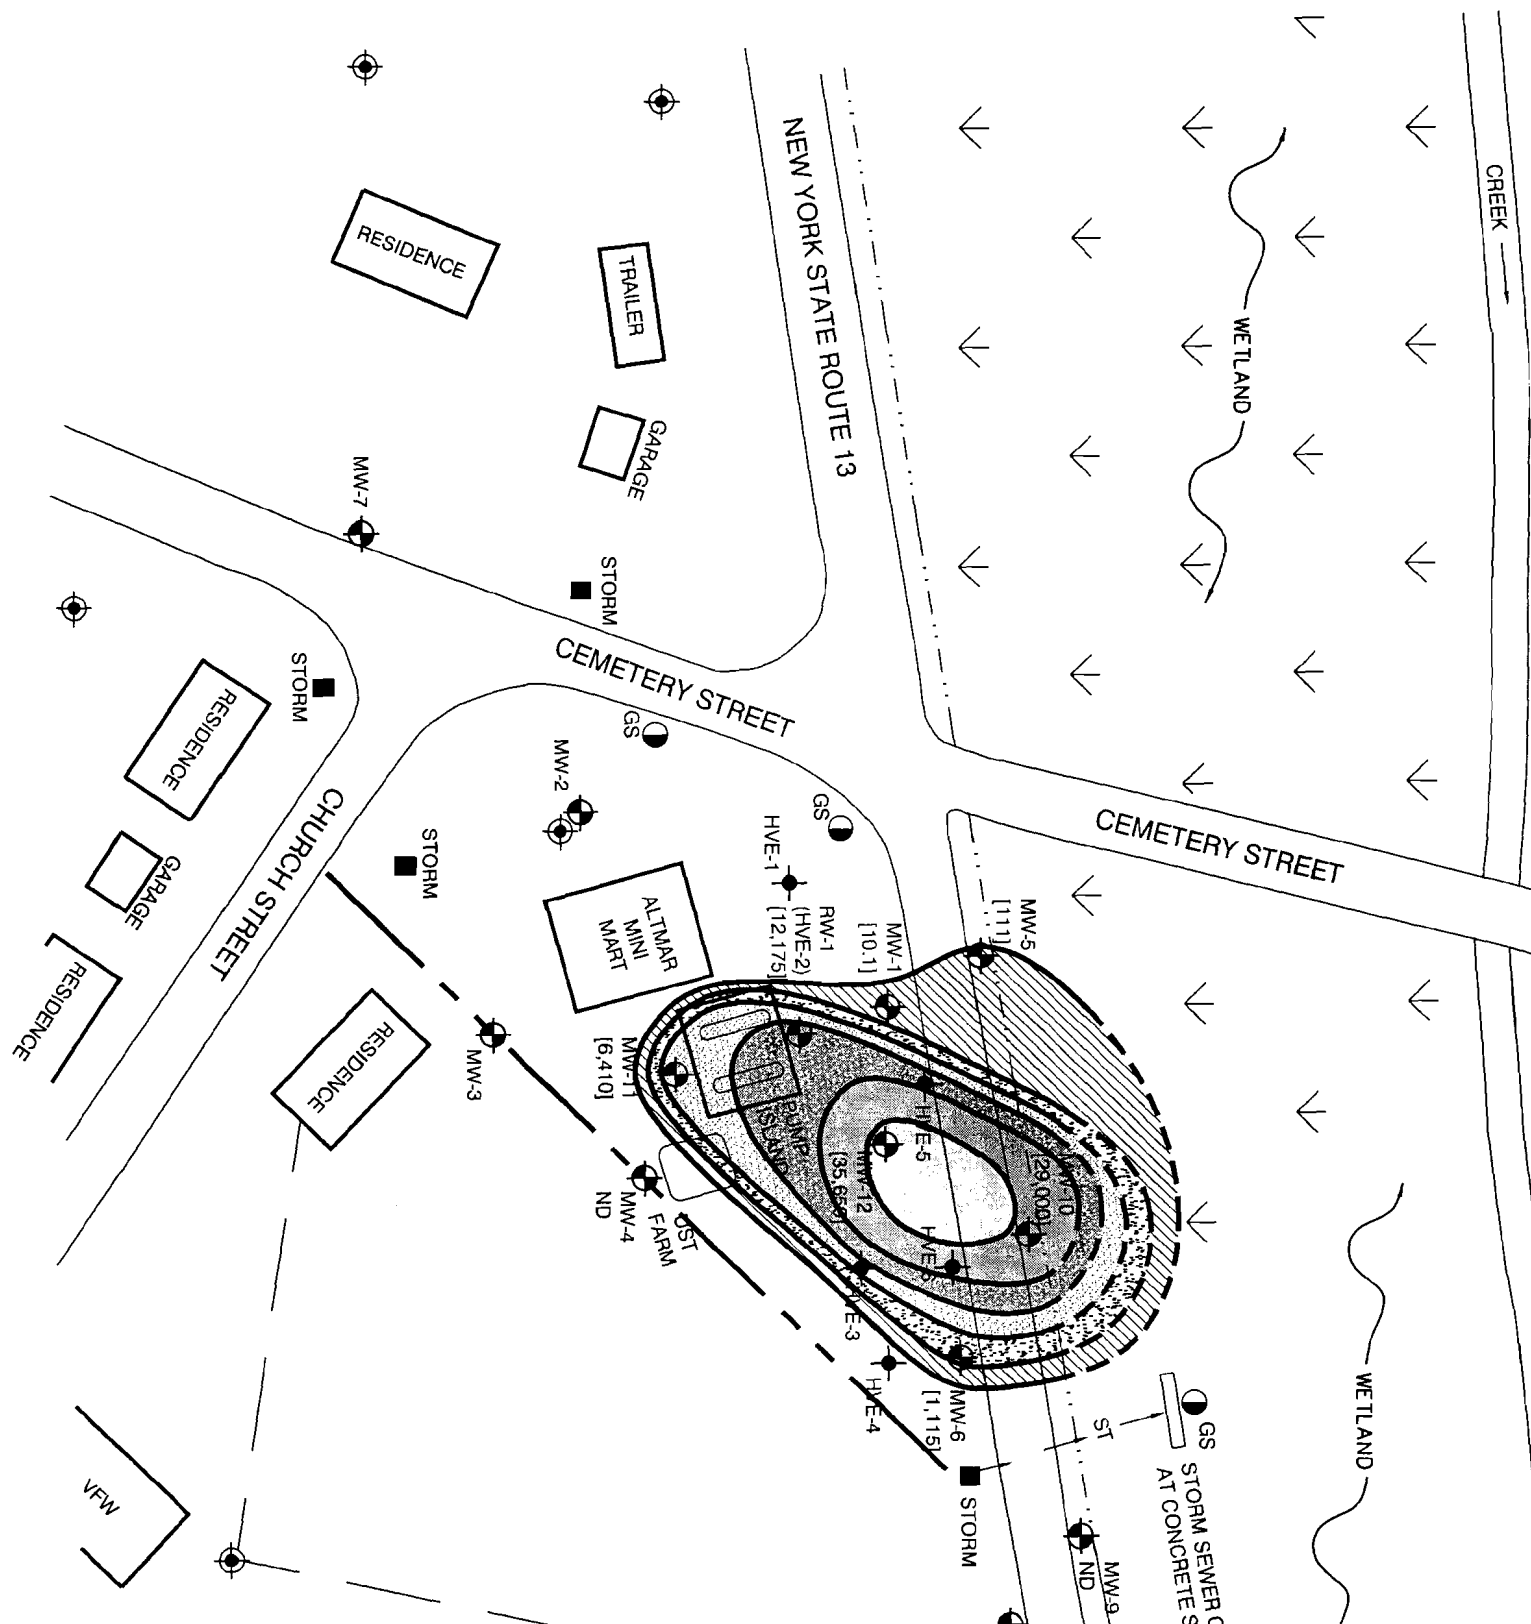 NEW YORK STATE ROUTE 13
CREEK
RESIDENCE
TRAILER
WETLAND
GARAGE
MW-7
STORM
CEMETERY STREET
STORM
RESIDENCE
GS
MW-2
GS
HVE-1
CEMETERY STREET
CHURCH STREET
STORM
GARAGE
ALTMAR
MINI
MART
RW-1
(HVE-2)
[12,175]
MW-1
[10.1]
MW-5
[111]
RESIDENCE
RESIDENCE
MW-3
MW-11
[6,410]
PUMP
ISLAND
HVE-5
MW-12
MW-10
[29,000]
MW-4
ND
UST
FARM
HVE-3
HVE-4
MW-6
[1,115]
ST
GS
WETLAND
STORM SEWER
AT CONCRETE
STORM
VFW
MW-9
ND